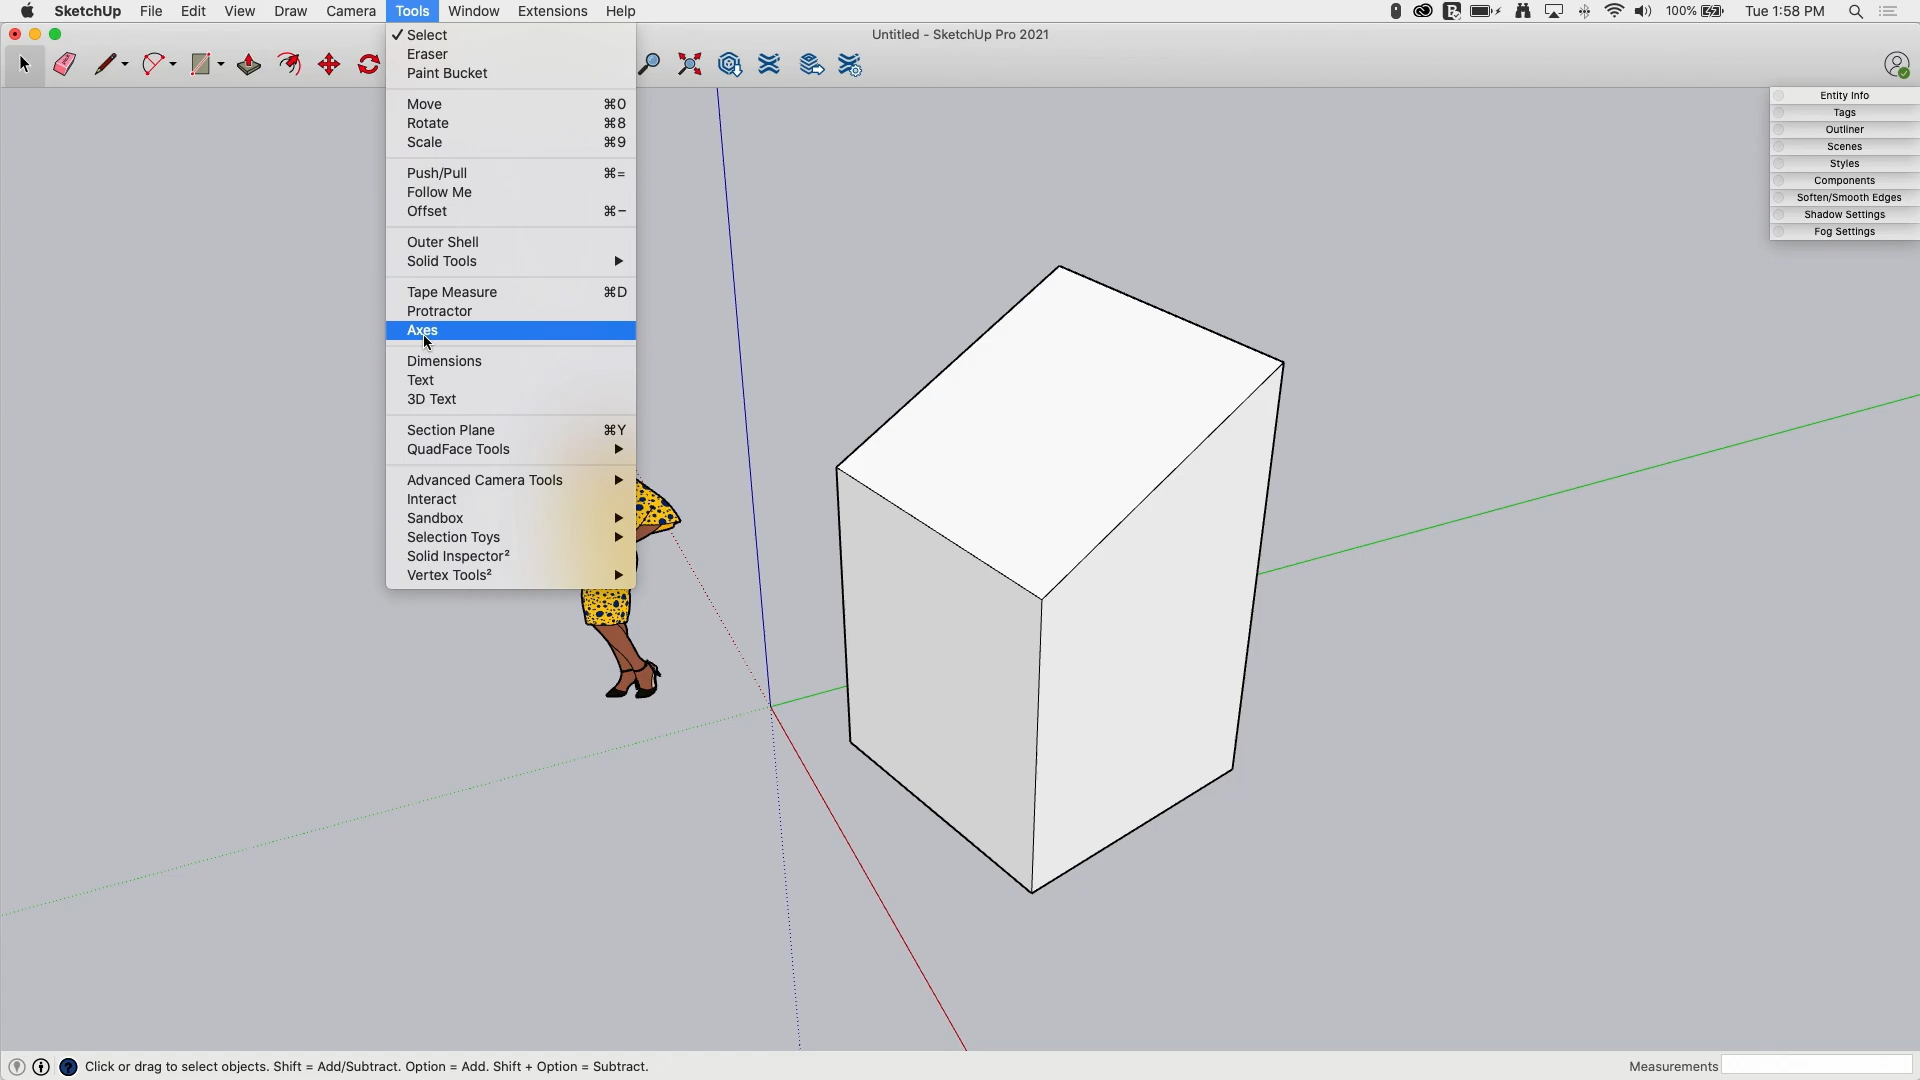 SketchUp File Edit View Draw Camera Tools Window Extensions Help 100% Tue 1:58 PM
Untitled - SketchUp Pro 2021
Select
Eraser
Paint Bucket
Move ⌘0
Rotate ⌘8
Scale ⌘9
Push/Pull ⌘=
Follow Me
Offset ⌘−
Outer Shell
Solid Tools
Tape Measure ⌘D
Protractor
Axes
Dimensions
Text
3D Text
Section Plane ⌘Y
QuadFace Tools
Advanced Camera Tools
Interact
Sandbox
Selection Toys
Solid Inspector²
Vertex Tools²
Entity Info
Tags
Outliner
Scenes
Styles
Components
Soften/Smooth Edges
Shadow Settings
Fog Settings
Click or drag to select objects. Shift = Add/Subtract. Option = Add. Shift + Option = Subtract.
Measurements